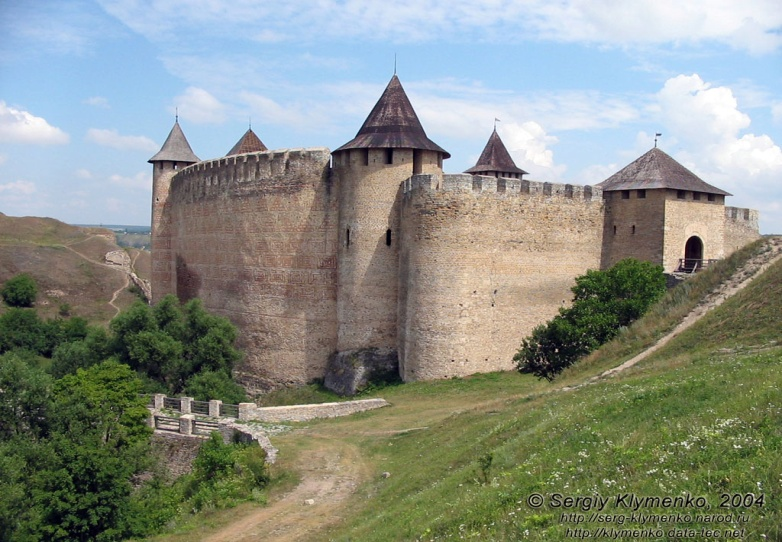 © Sergiy Klymenko, 2004
http://serg-klymenko.narod.ru
http://klymenko.data-tec.net